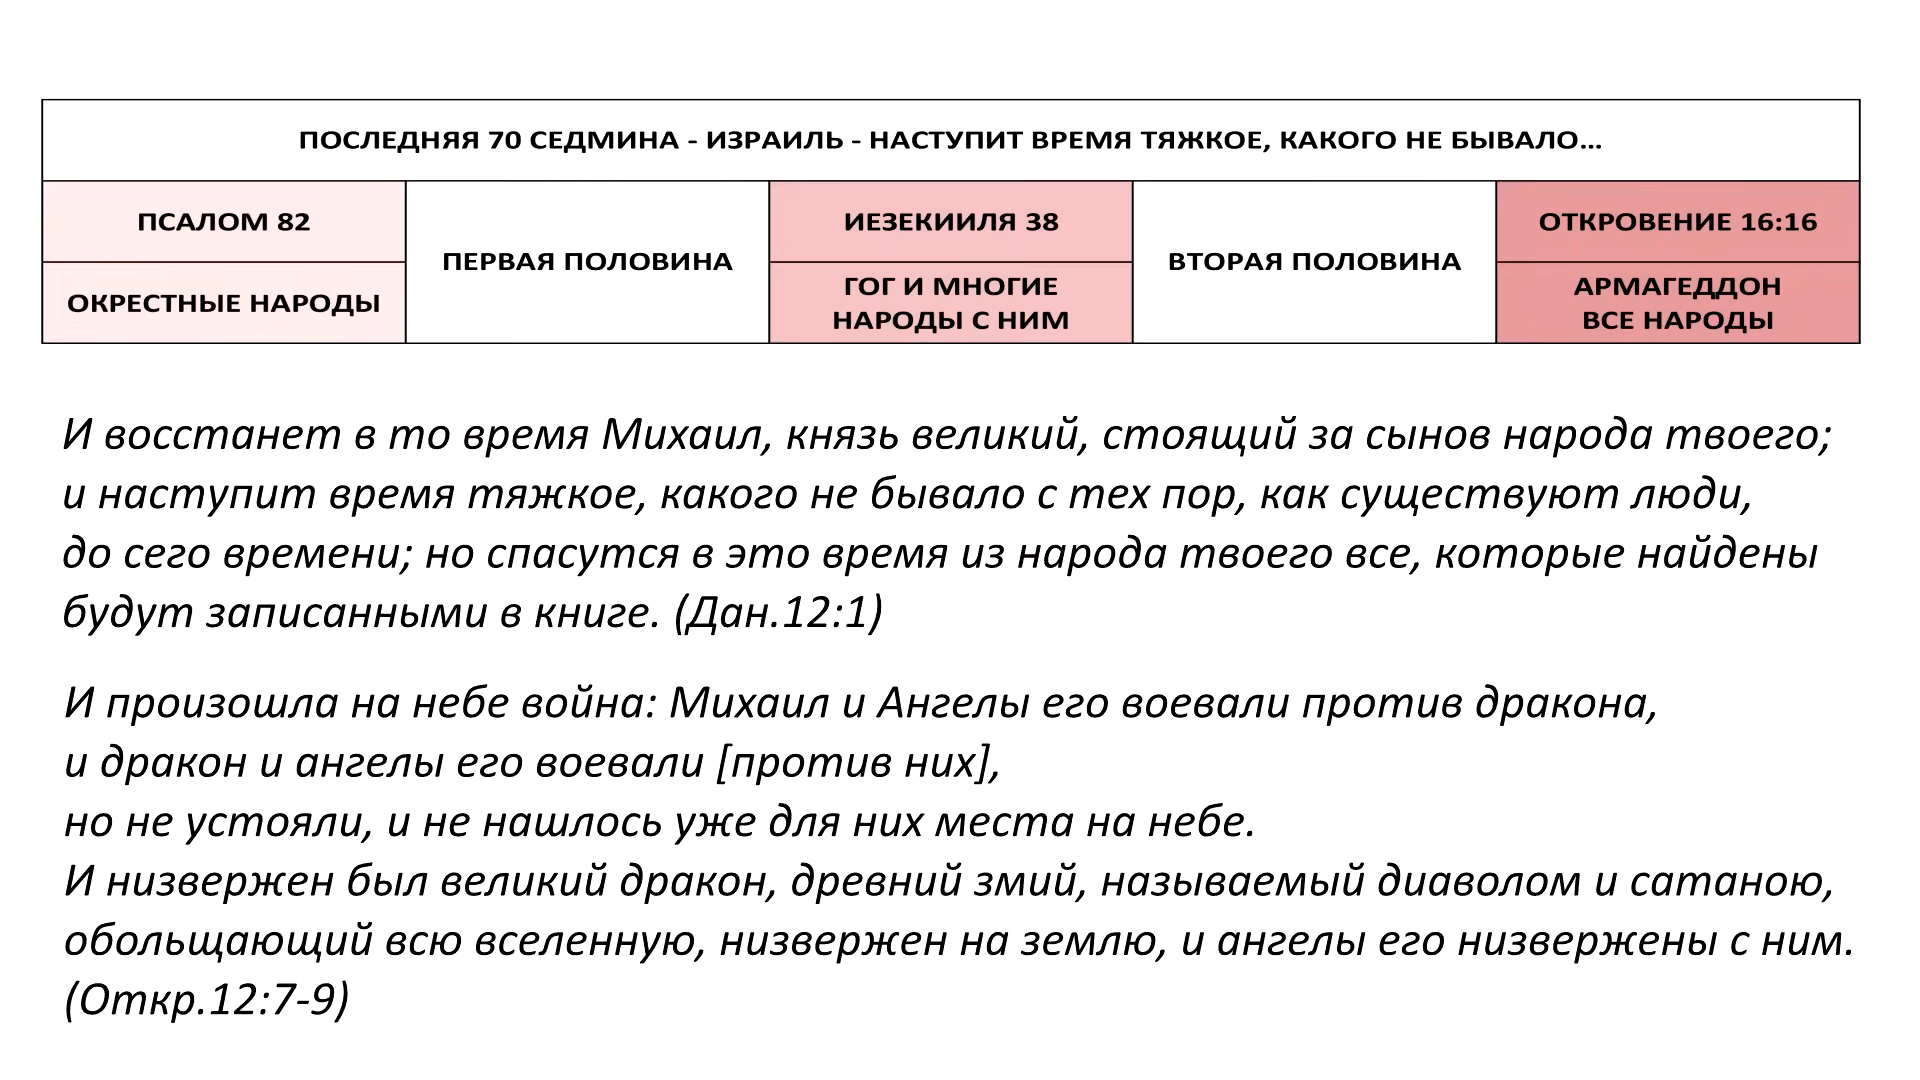 ПОСЛЕДНЯЯ 70 СЕДМИНА - ИЗРАИЛЬ - НАСТУПИТ ВРЕМЯ ТЯЖКОЕ, КАКОГО НЕ БЫВАЛО...
ПСАЛОМ 82
ОКРЕСТНЫЕ НАРОДЫ
ПЕРВАЯ ПОЛОВИНА
ИЕЗЕКИИЛЯ 38
ГОГ И МНОГИЕ
НАРОДЫ С НИМ
ВТОРАЯ ПОЛОВИНА
ОТКРОВЕНИЕ 16:16
АРМАГЕДДОН
ВСЕ НАРОДЫ
И восстанет в то время Михаил, князь великий, стоящий за сынов народа твоего;
и наступит время тяжкое, какого не бывало с тех пор, как существуют люди,
до сего времени; но спасутся в это время из народа твоего все, которые найдены
будут записанными в книге. (Дан.12:1)
И произошла на небе война: Михаил и Ангелы его воевали против дракона,
и дракон и ангелы его воевали [против них],
но не устояли, и не нашлось уже для них места на небе.
И низвержен был великий дракон, древний змий, называемый диаволом и сатаною,
обольщающий всю вселенную, низвержен на землю, и ангелы его низвержены с ним.
(Откр.12:7-9)